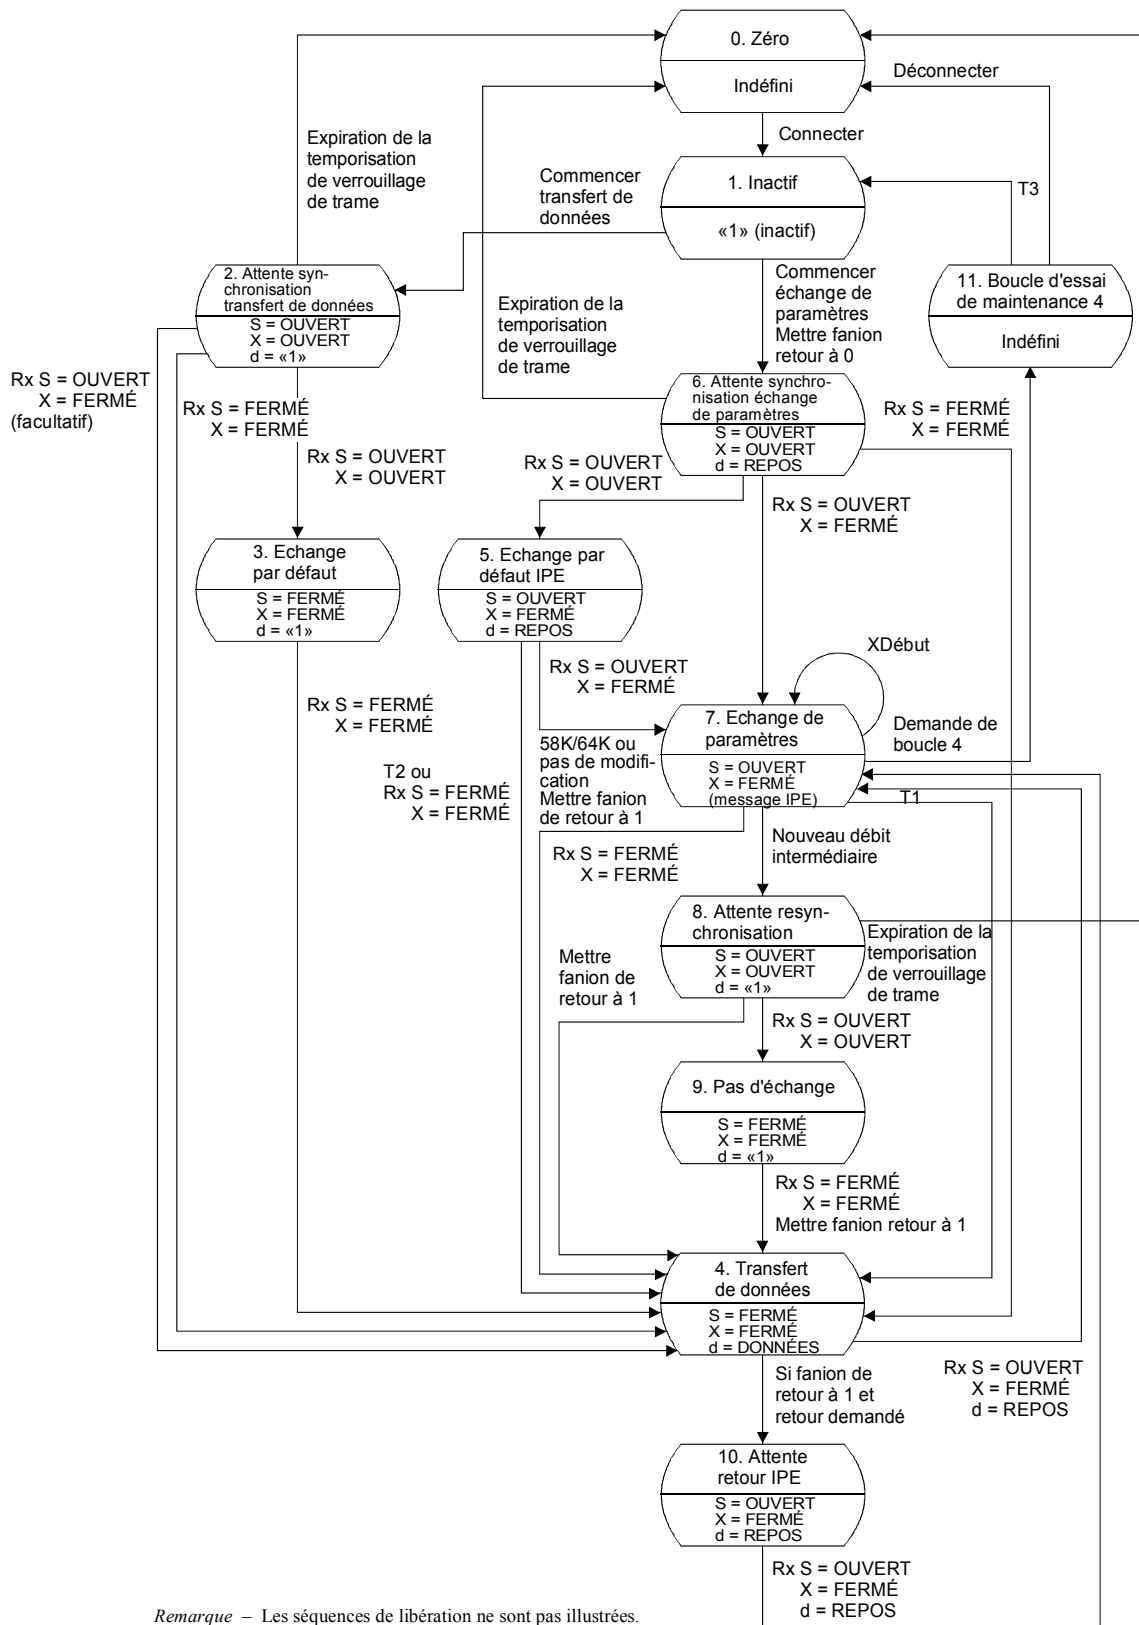 0. Zéro
Indéfini
Déconnecter
Connecter
Expiration de la
temporisation
de verrouillage
de trame
Commencer
transfert de
données
1. Inactif
«1» (inactif)
T3
2. Attente syn-
chronisation
transfert de données
S = OUVERT
X = OUVERT
d = «1»
Expiration de la
temporisation
de verrouillage
de trame
Commencer
échange de
paramètres
Mettre fanion
retour à 0
11. Boucle d'essai
de maintenance 4
Indéfini
Rx S = OUVERT
X = FERMÉ
(facultatif)
Rx S = FERMÉ
X = FERMÉ
Rx S = OUVERT
X = OUVERT
6. Attente synchro-
nisation échange
de paramètres
S = OUVERT
X = OUVERT
d = REPOS
Rx S = FERMÉ
X = FERMÉ
Rx S = OUVERT
X = OUVERT
Rx S = OUVERT
X = FERMÉ
3. Echange
par défaut
S = FERMÉ
X = FERMÉ
d = «1»
5. Echange par
défaut IPE
S = OUVERT
X = FERMÉ
d = REPOS
XDébut
Rx S = OUVERT
X = FERMÉ
Rx S = FERMÉ
X = FERMÉ
7. Echange de
paramètres
S = OUVERT
X = FERMÉ
(message IPE)
Demande de
boucle 4
58K/64K ou
pas de modifi-
cation
Mettre fanion
de retour à 1
T2 ou
Rx S = FERMÉ
X = FERMÉ
T1
Nouveau débit
intermédiaire
Rx S = FERMÉ
X = FERMÉ
8. Attente resyn-
chronisation
S = OUVERT
X = OUVERT
d = «1»
Expiration de la
temporisation
de verrouillage
de trame
Mettre
fanion de
retour à 1
Rx S = OUVERT
X = OUVERT
9. Pas d'échange
S = FERMÉ
X = FERMÉ
d = «1»
Rx S = FERMÉ
X = FERMÉ
Mettre fanion retour à 1
4. Transfert
de données
S = FERMÉ
X = FERMÉ
d = DONNÉES
Si fanion de
retour à 1 et
retour demandé
Rx S = OUVERT
X = FERMÉ
d = REPOS
10. Attente
retour IPE
S = OUVERT
X = FERMÉ
d = REPOS
Rx S = OUVERT
X = FERMÉ
d = REPOS
Remarque – Les séquences de libération ne sont pas illustrées.